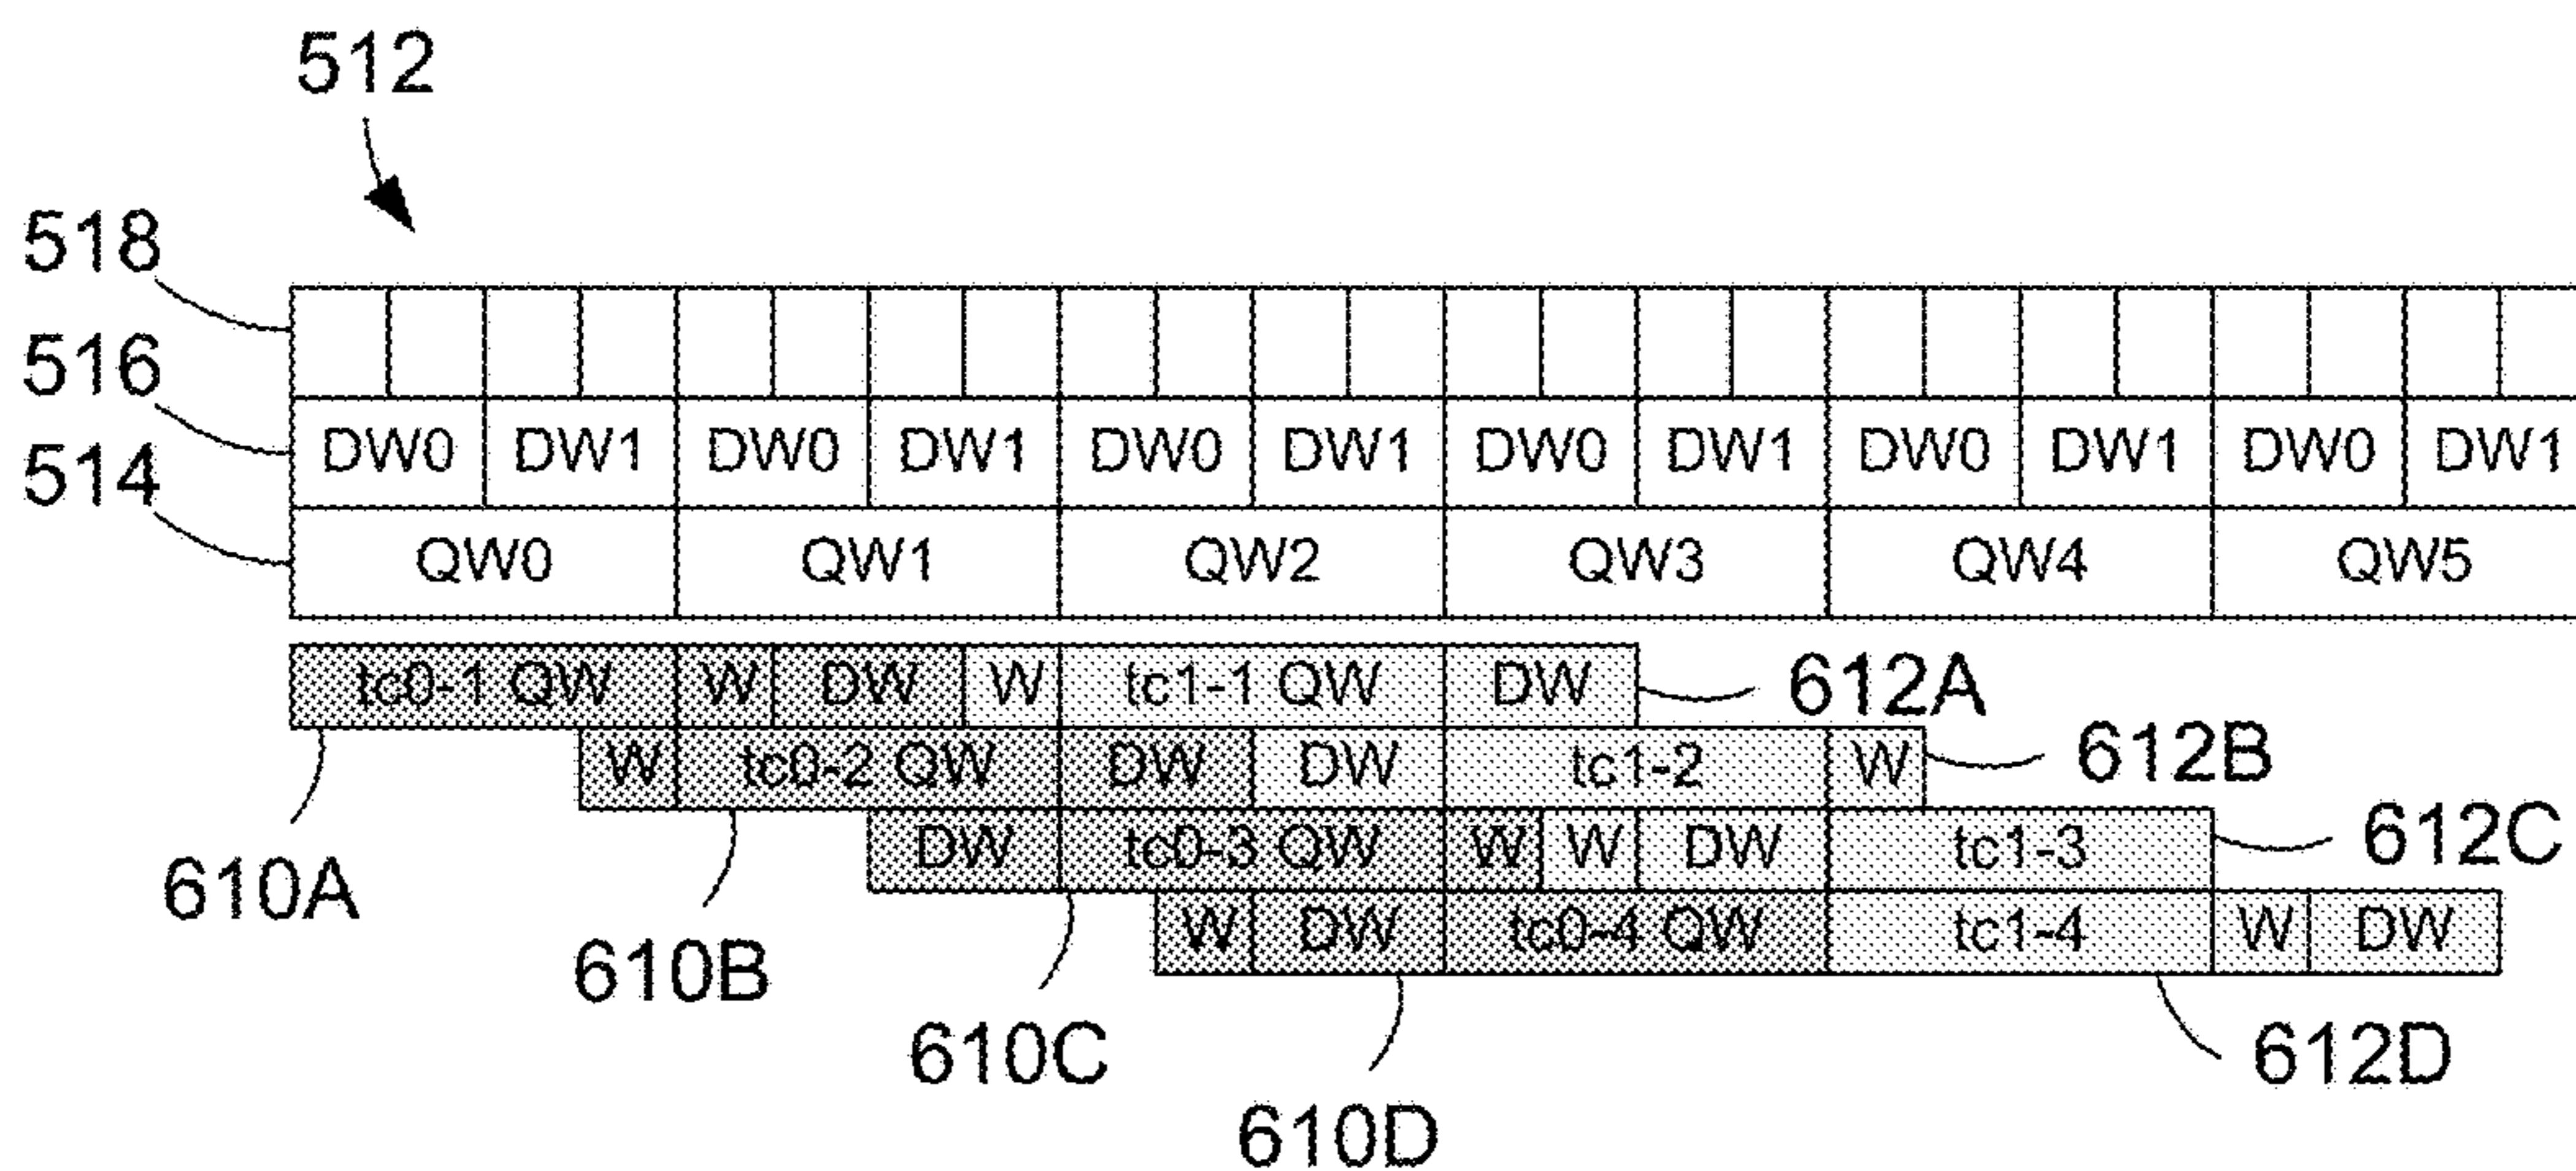 512
518
516
514
DW0 DW1 DW0 DW1 DW0 DW1 DW0 DW1 DW0 DW1 DW0 DW1
QW0 QW1 QW2 QW3 QW4 QW5
tc0-1 QW W DW W tc1-1 QW DW 612A
W tc0-2 QW DW DW tc1-2 W 612B
DW tc0-3 QW W W DW tc1-3 612C
W DW tc0-4 QW tc1-4 W DW
610A
610B
610C
612D
610D